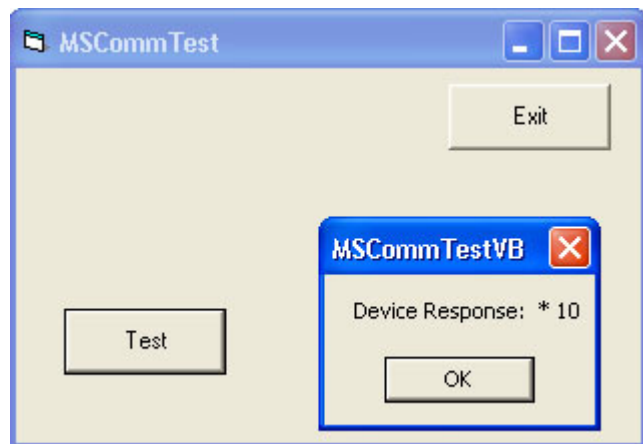 MSCommTest
Exit
MSCommTestVB
Device Response: * 10
Test
OK